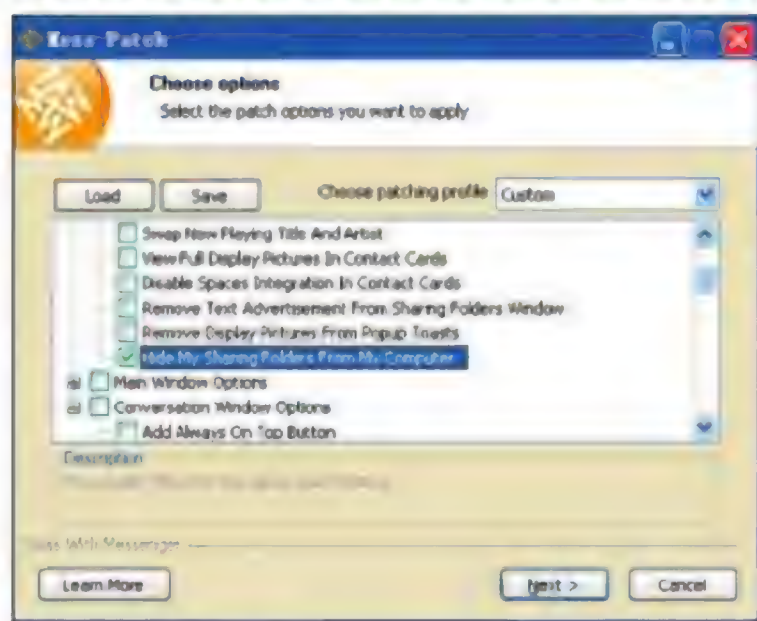 Patch
Choose options
Select the patch options you want to apply
Load
Save
Choose patching profile
Custom
Swap Now Playing Title And Artist
View Full Display Pictures In Contact Cards
Disable Spaces Integration In Contact Cards
Remove Text Advertisement From Sharing Folders Window
Remove Display Pictures From Popup Toasts
Hide My Sharing Folders From My Computer
Main Window Options
Conversation Window Options
Add Always On Top Button
Description
With Messenger
Learn More
Next >
Cancel